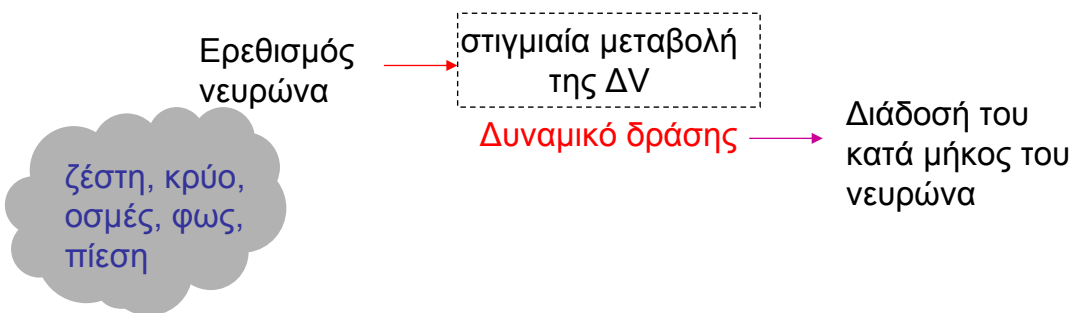 Ερεθισμός
νευρώνα
στιγμιαία μεταβολή
της ΔV
Δυναμικό δράσης
Διάδοσή του
κατά μήκος του
νευρώνα
ζέστη, κρύο,
οσμές, φως,
πίεση